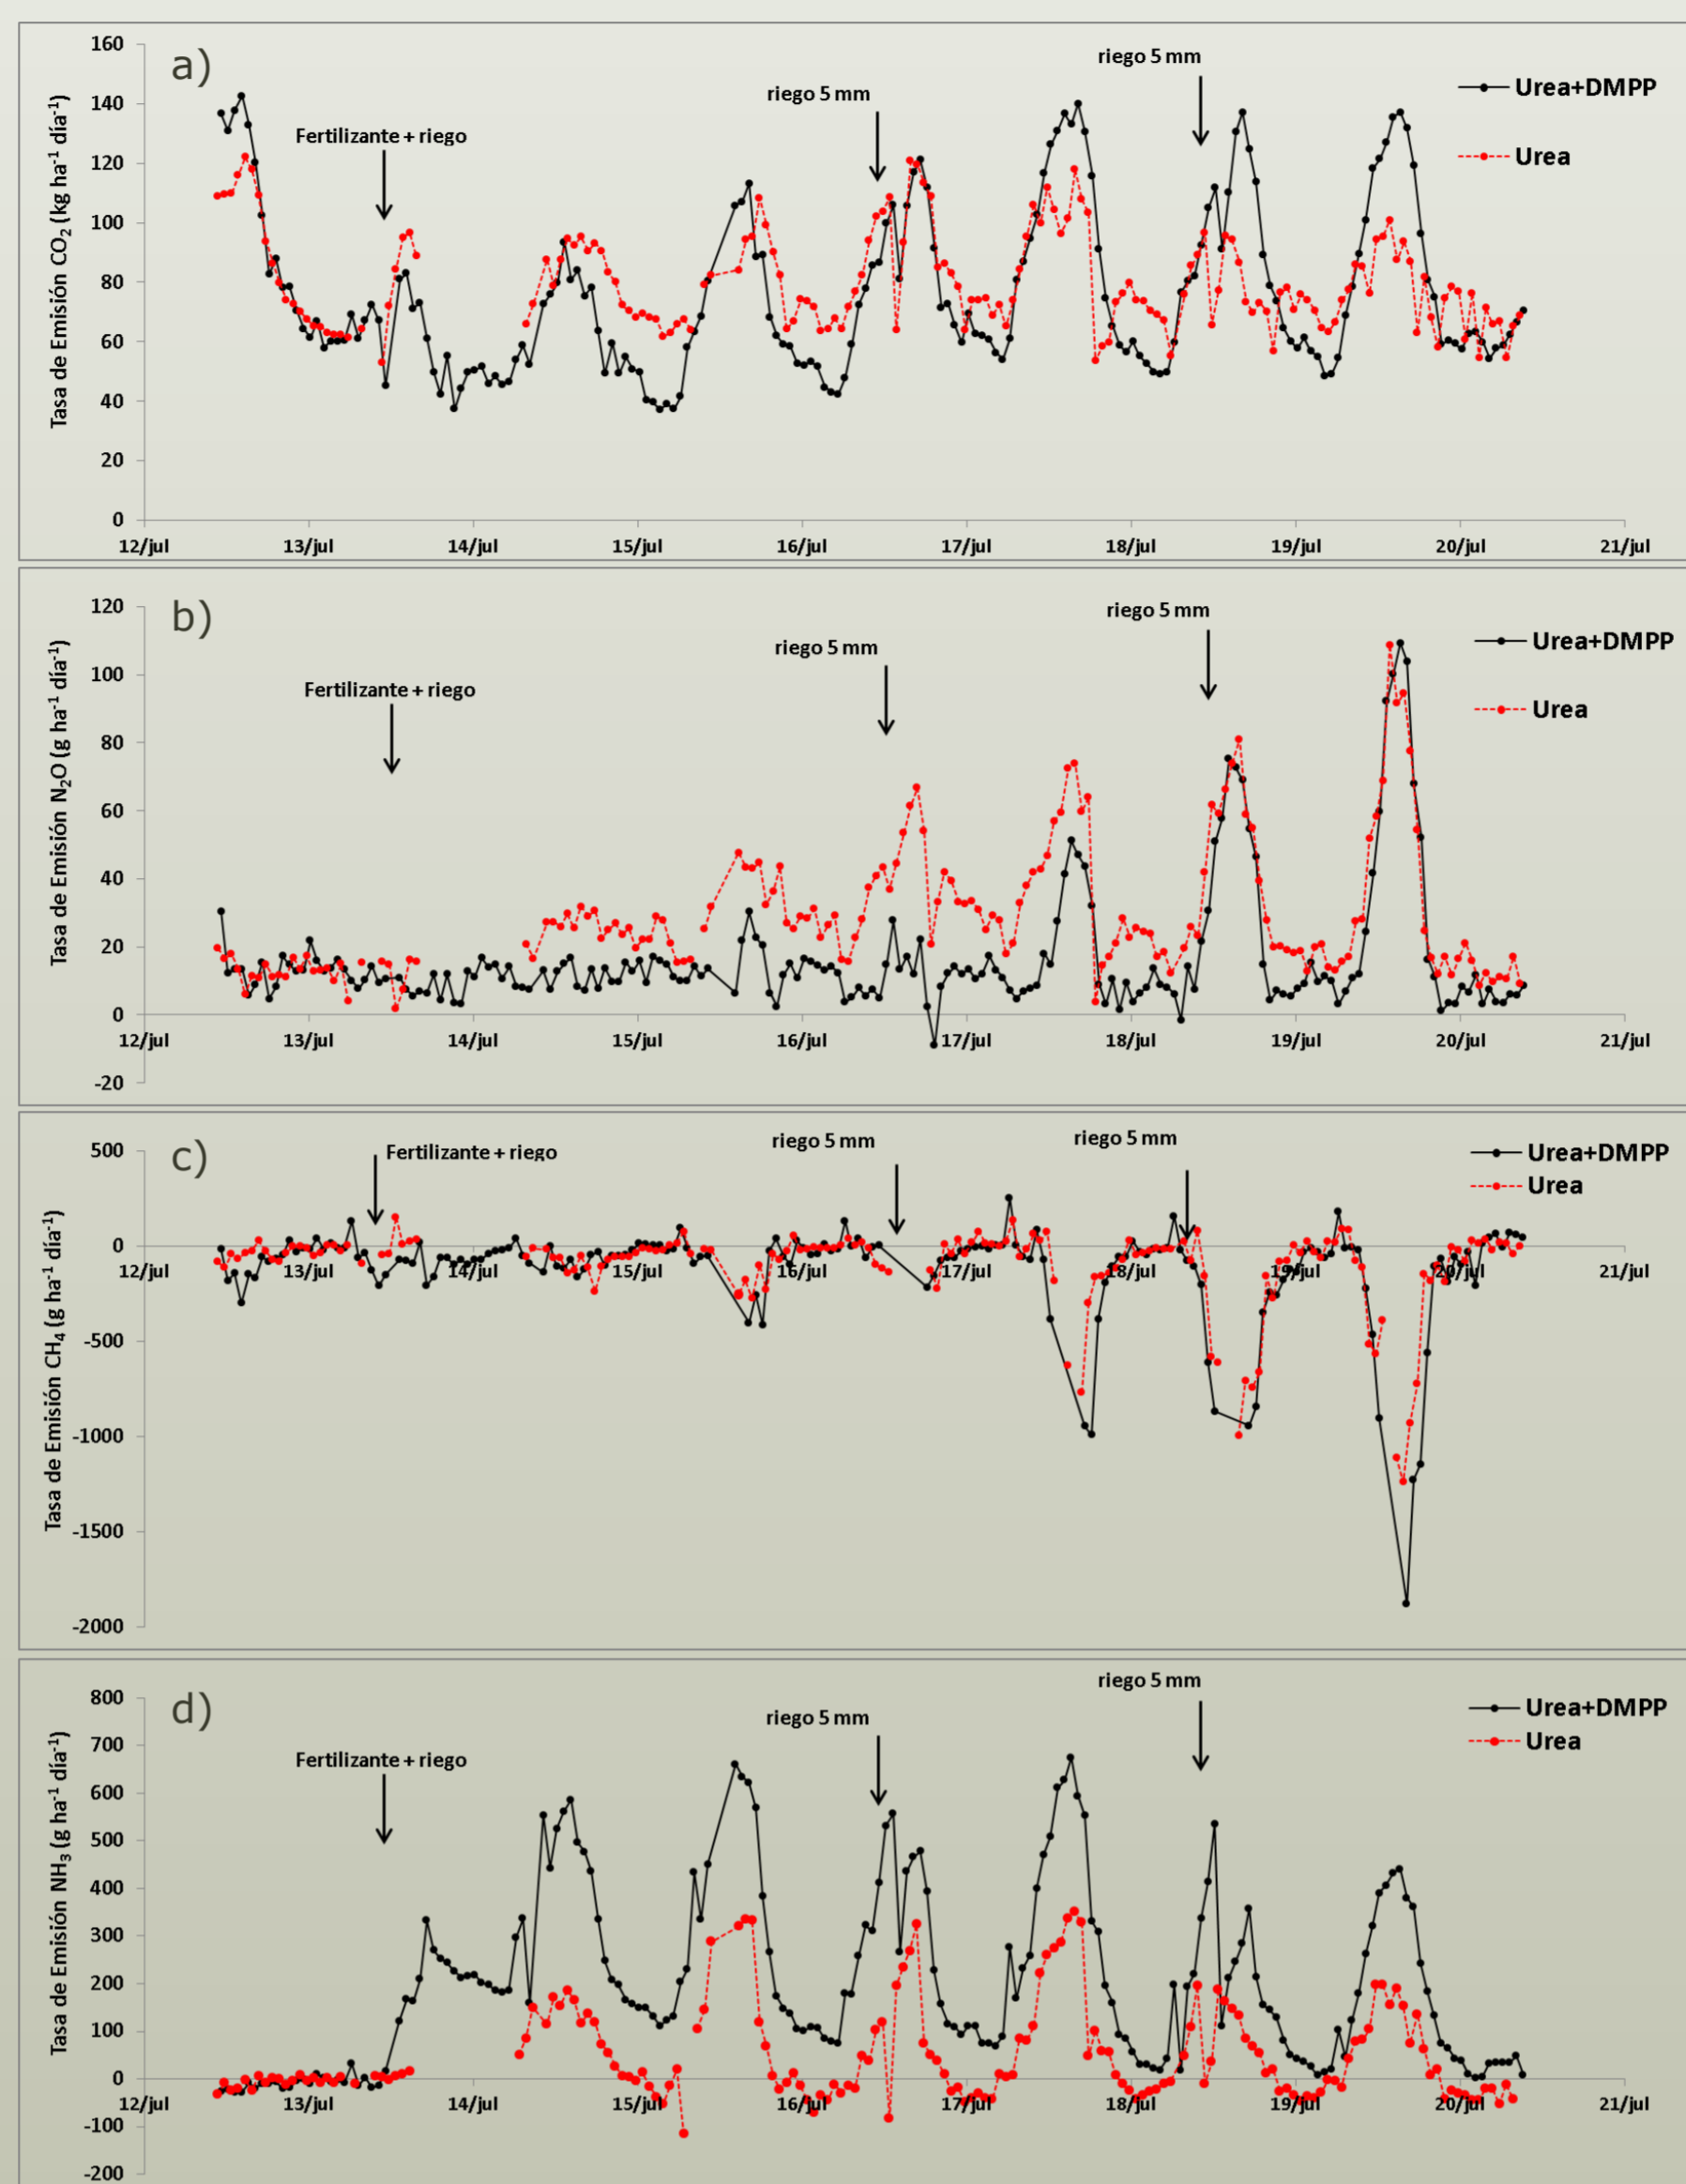 a)
Tasa de Emisión CO₂ (kg ha⁻¹ día⁻¹)
160
140
120
100
80
60
40
20
0
Fertilizante + riego
riego 5 mm
riego 5 mm
Urea+DMPP
Urea
12/jul 13/jul 14/jul 15/jul 16/jul 17/jul 18/jul 19/jul 20/jul 21/jul
b)
Tasa de Emisión N₂O (g ha⁻¹ día⁻¹)
120
100
80
60
40
20
0
-20
Fertilizante + riego
riego 5 mm
riego 5 mm
Urea+DMPP
Urea
12/jul 13/jul 14/jul 15/jul 16/jul 17/jul 18/jul 19/jul 20/jul 21/jul
c)
Tasa de Emisión CH₄ (g ha⁻¹ día⁻¹)
500
0
-500
-1000
-1500
-2000
Fertilizante + riego
riego 5 mm
riego 5 mm
Urea+DMPP
Urea
12/jul 13/jul 14/jul 15/jul 16/jul 17/jul 18/jul 19/jul 20/jul 21/jul
d)
Tasa de Emisión NH₃ (g ha⁻¹ día⁻¹)
800
700
600
500
400
300
200
100
0
-100
-200
Fertilizante + riego
riego 5 mm
riego 5 mm
Urea+DMPP
Urea
12/jul 13/jul 14/jul 15/jul 16/jul 17/jul 18/jul 19/jul 20/jul 21/jul